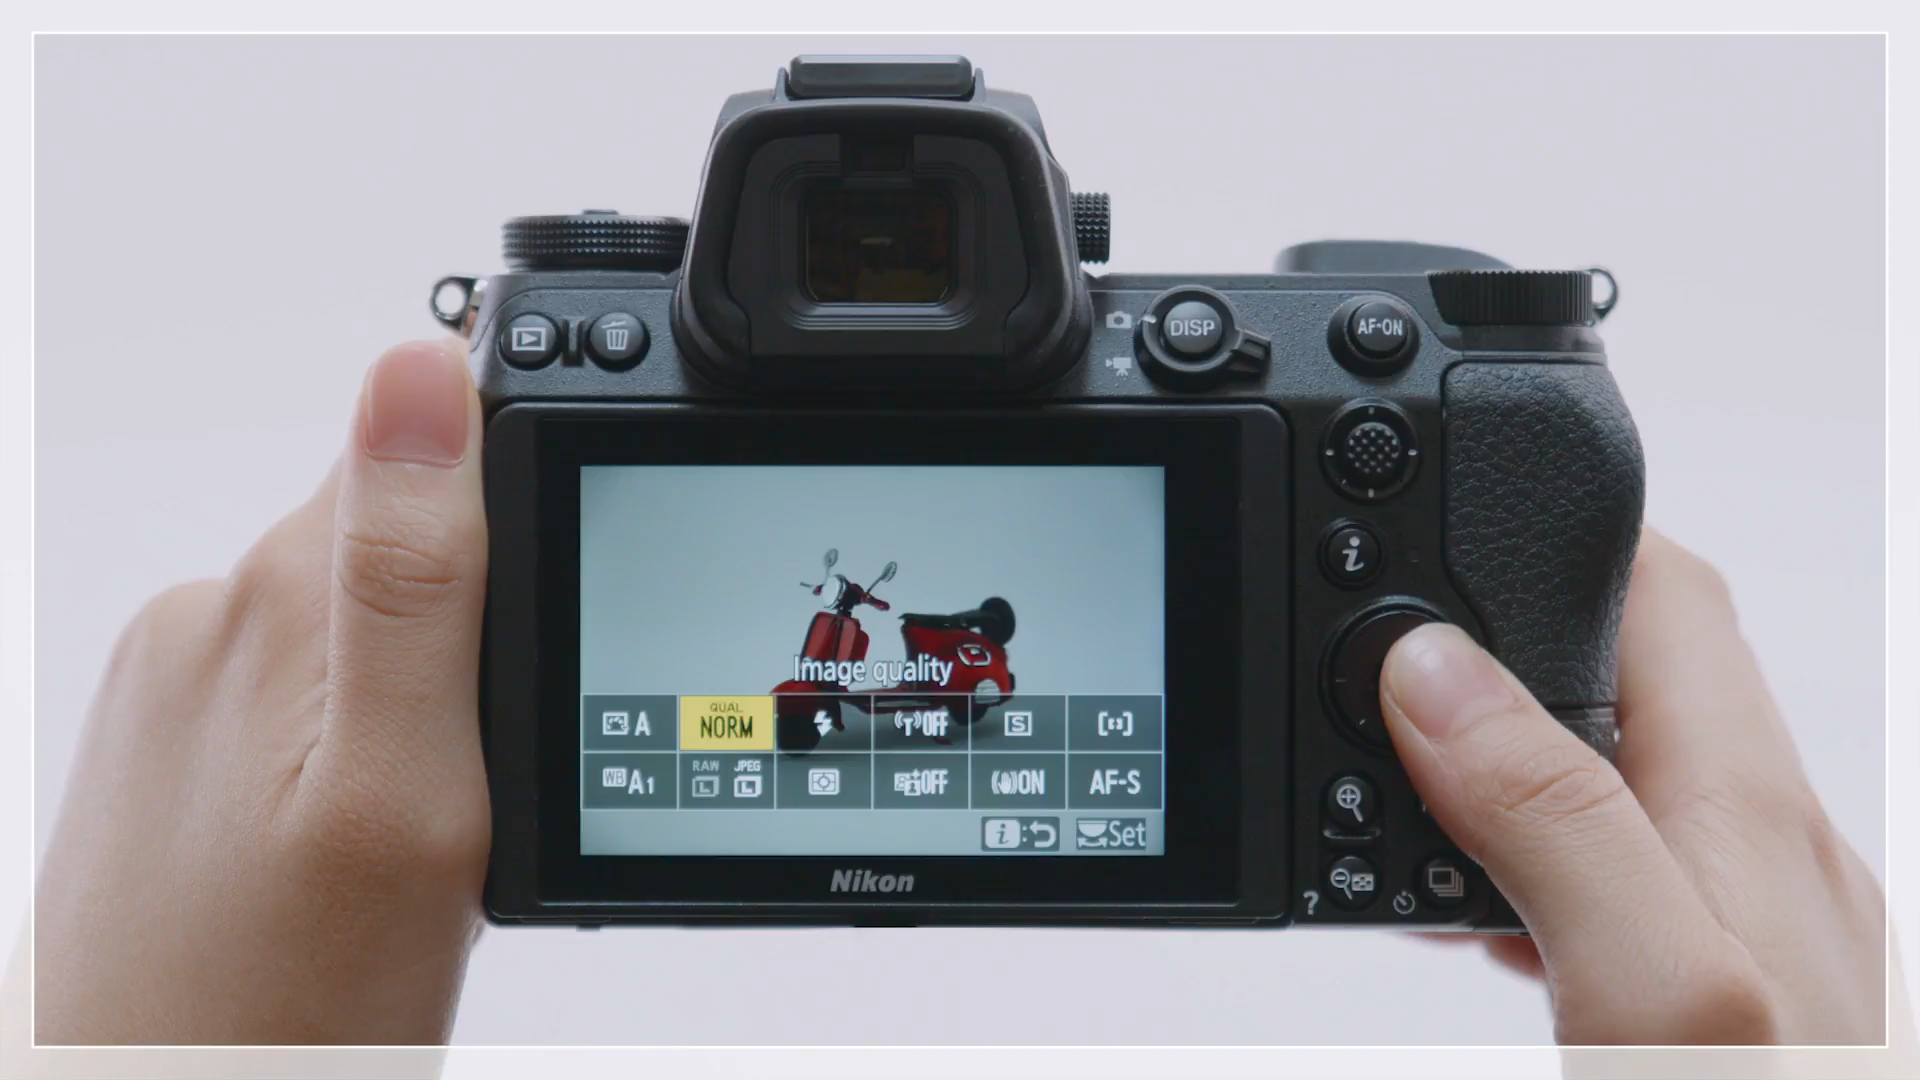 DISP
AF-ON
i
Image quality
A
QUAL
NORM
OFF
S
WB A1
RAW L
JPEG L
OFF
ON
AF-S
i:
Set
Nikon
?